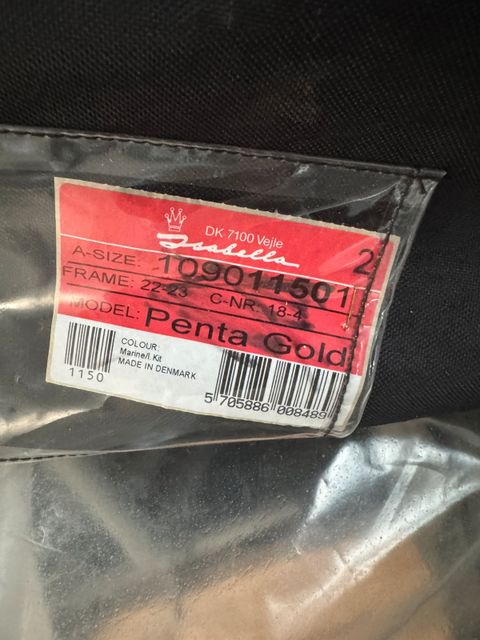 DK-7100 Vejle
Isabella
2
A-SIZE: 109011501
FRAME: 22-23 C-NR: 18-4
MODEL: Penta Gold
COLOUR:
Marine/l.Kit
MADE IN DENMARK
1150
5 705886 008489